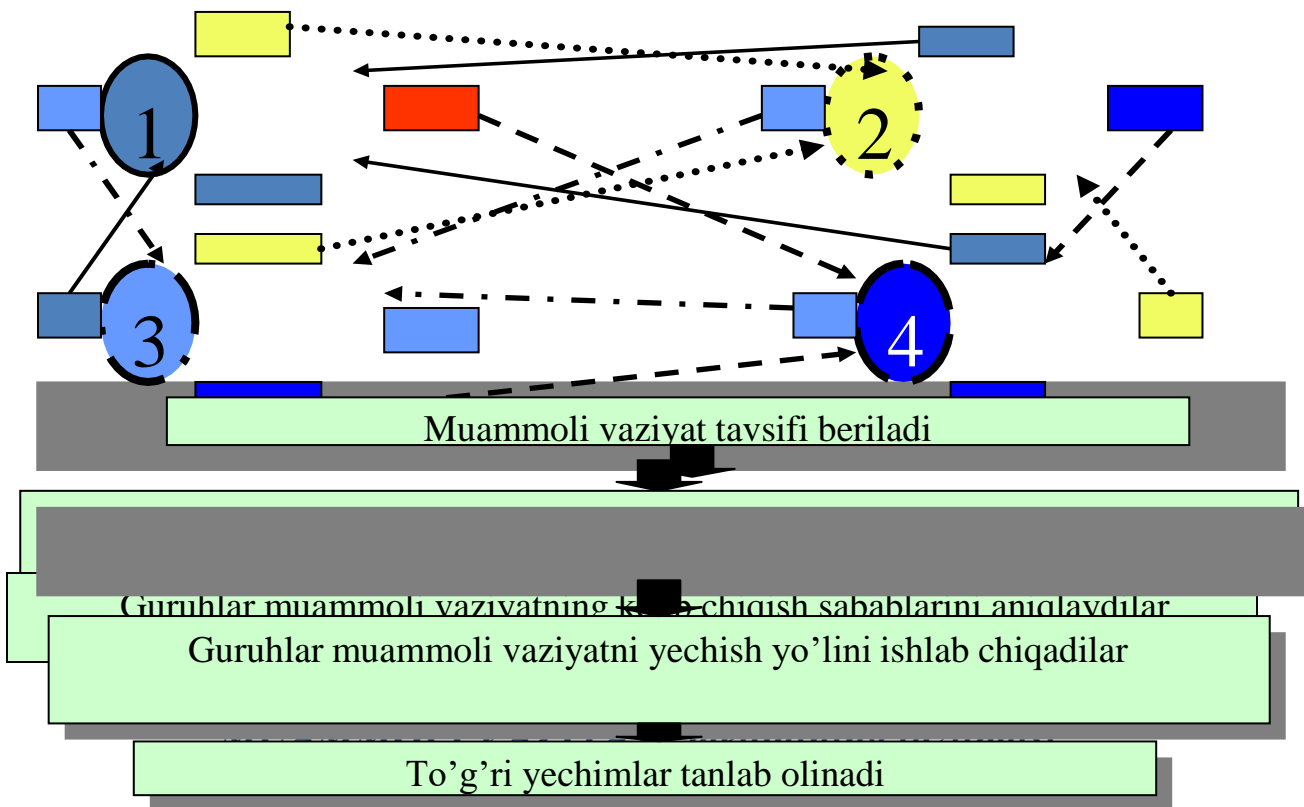 1
2
3
4
Muammoli vaziyat tavsifi beriladi
Guruhlar muammoli vaziyatning chiqish sabablarini aniqlaydilar
Guruhlar muammoli vaziyatni yechish yo’lini ishlab chiqadilar
To’g’ri yechimlar tanlab olinadi